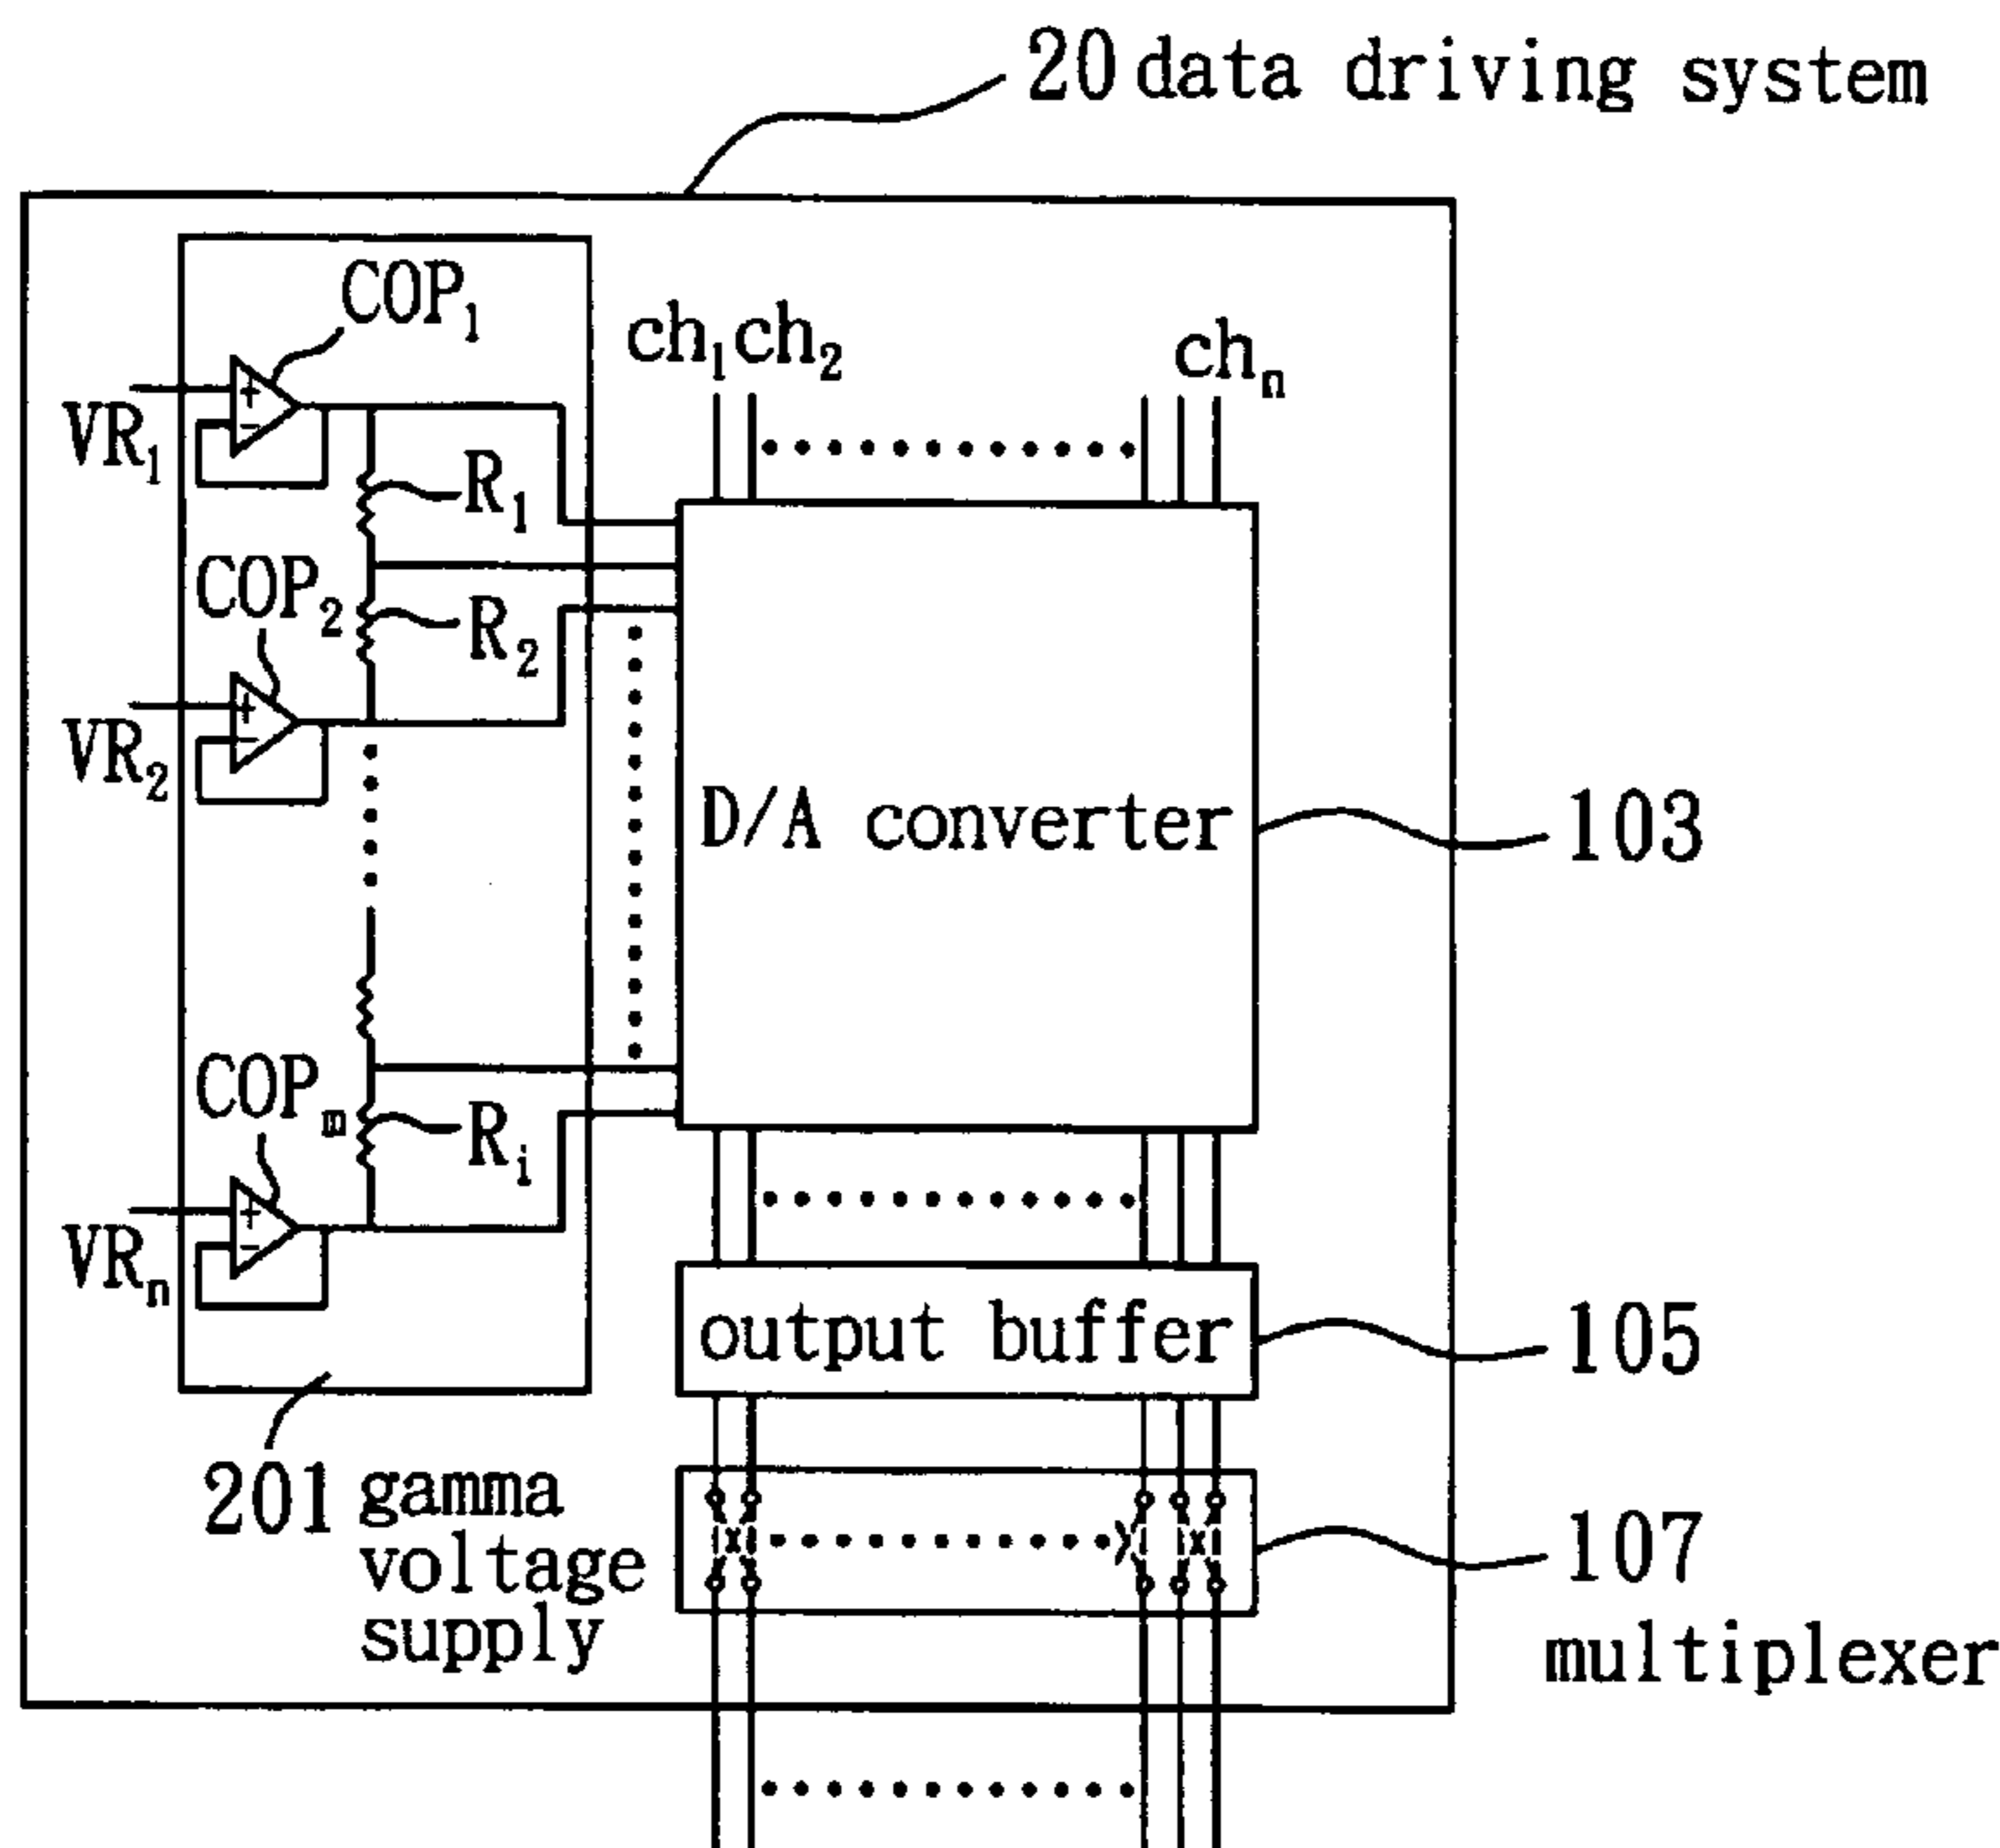 20 data driving system
COP1
ch1 ch2
chn
VR1
+
-
R1
COP2
R2
VR2
+
-
D/A converter
103
COPm
Ri
VRn
+
-
output buffer
105
201 gamma
voltage
supply
107
multiplexer